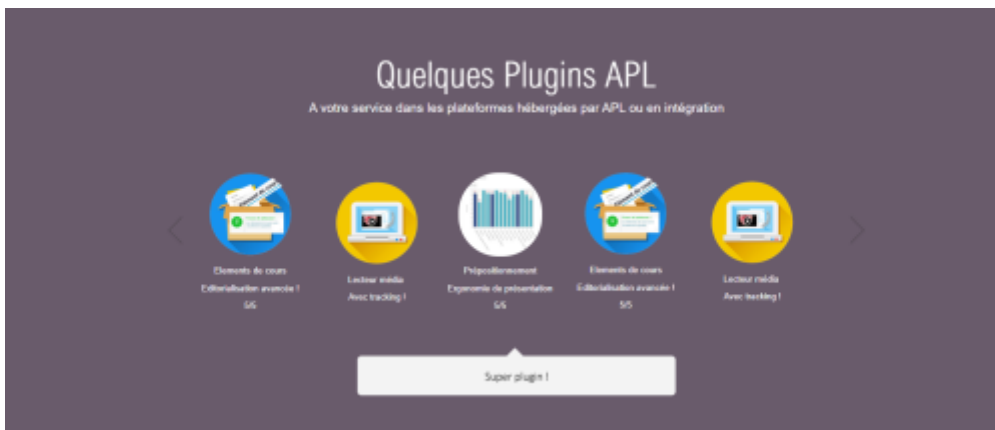 Quelques Plugins APL
A votre service dans les plateformes hébergées par APL ou en intégration
Elements de cours
Editorialisation avancée !
5/5
Lecteur média
Avec tracking !
Prépositionnement
Ergonomie de présentation
5/5
Elements de cours
Editorialisation avancée !
5/5
Lecteur média
Avec tracking !
Super plugin !